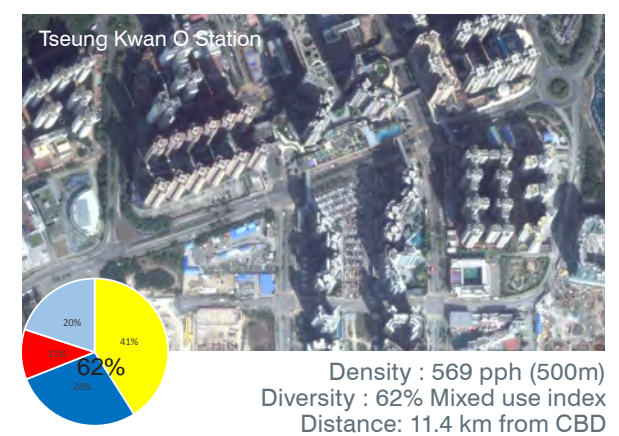 Tseung Kwan O Station
20%
41%
11%
62%
28%
Density : 569 pph (500m)
Diversity : 62% Mixed use index
Distance: 11.4 km from CBD